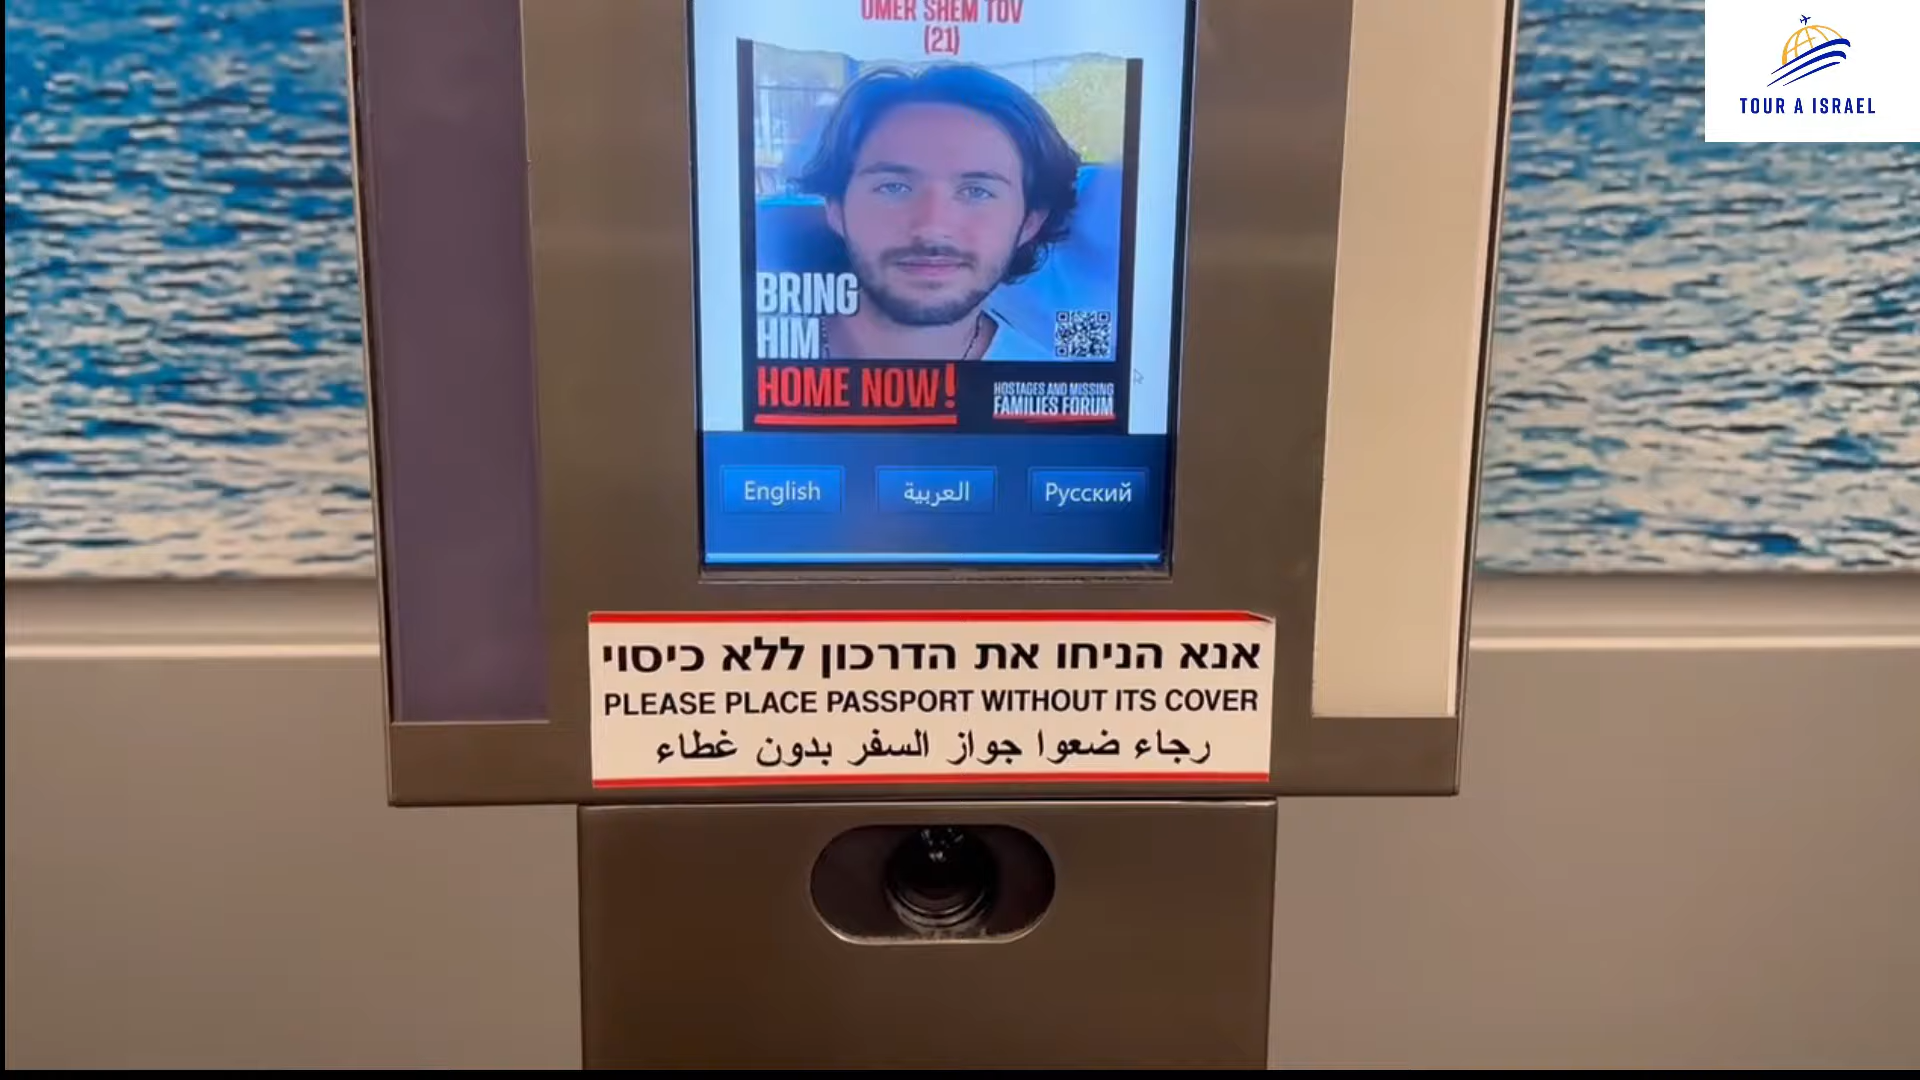 OMER SHEM TOV
(21)
BRING
HIM
HOME NOW!
HOSTAGES AND MISSING
FAMILIES FORUM
English
العربية
Русский
אנא הניחו את הדרכון ללא כיסוי
PLEASE PLACE PASSPORT WITHOUT ITS COVER
رجاء ضعوا جواز السفر بدون غطاء
TOUR A ISRAEL